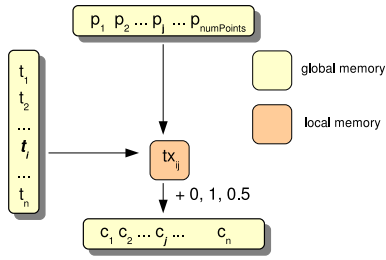 p1 p2 ... pj ... pnumPoints
t1
t2
...
ti
...
tn
global memory
local memory
txij
+ 0, 1, 0.5
c1 c2 ... cj ... cn